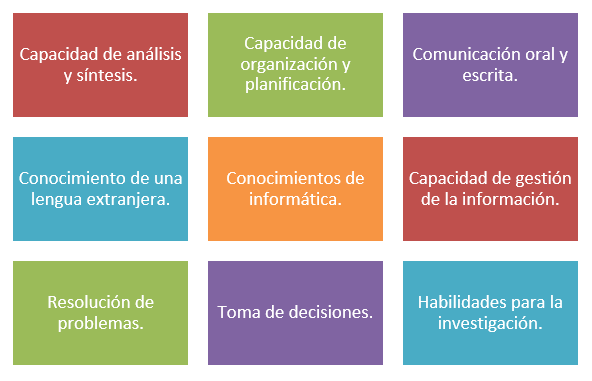 Capacidad de análisis
y síntesis.
Capacidad de
organización y
planificación.
Comunicación oral y
escrita.
Conocimiento de una
lengua extranjera.
Conocimientos de
informática.
Capacidad de gestión
de la información.
Resolución de
problemas.
Toma de decisiones.
Habilidades para la
investigación.